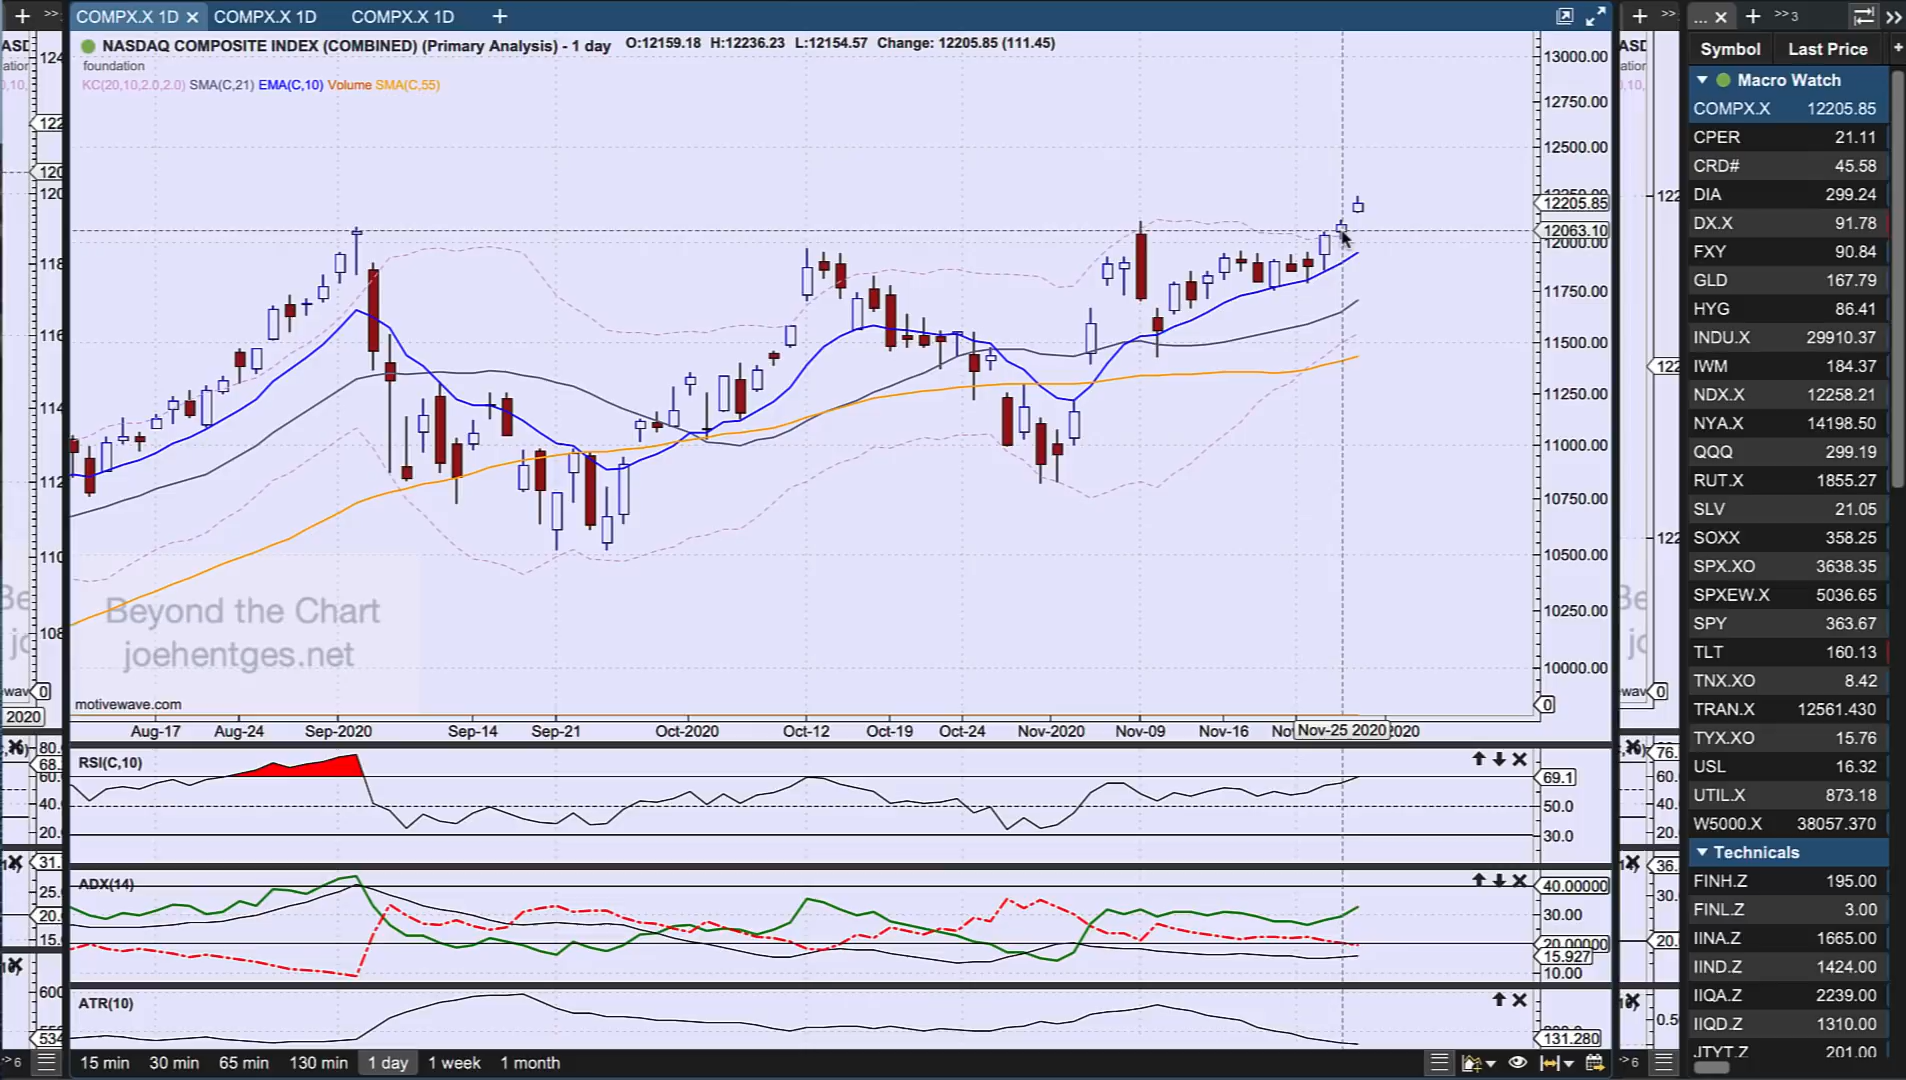 COMPX.X 1D
COMPX.X 1D
COMPX.X 1D
NASDAQ COMPOSITE INDEX (COMBINED) (Primary Analysis) - 1 day O:12159.18 H:12236.23 L:12154.57 Change: 12205.85 (111.45)
foundation
KC(20,10,2.0,2.0) SMA(C,21) EMA(C,10) Volume SMA(C,55)
13000.00
12750.00
12500.00
12205.85
12063.10
12000.00
11750.00
11500.00
11250.00
11000.00
10750.00
10500.00
10250.00
10000.00
0
Beyond the Chart
joehentges.net
motivewave.com
Aug-17 Aug-24 Sep-2020 Sep-14 Sep-21 Oct-2020 Oct-12 Oct-19 Oct-24 Nov-2020 Nov-09 Nov-16 Nov-25 2020
RSI(C,10)
69.1
50.0
30.0
ADX(14)
40.00000
30.00
20.00000
15.927
10.00
ATR(10)
131.280
15 min 30 min 65 min 130 min 1 day 1 week 1 month
Symbol Last Price
Macro Watch
COMPX.X 12205.85
CPER 21.11
CRD# 45.58
DIA 299.24
DX.X 91.78
FXY 90.84
GLD 167.79
HYG 86.41
INDU.X 29910.37
IWM 184.37
NDX.X 12258.21
NYA.X 14198.50
QQQ 299.19
RUT.X 1855.27
SLV 21.05
SOXX 358.25
SPX.XO 3638.35
SPXEW.X 5036.65
SPY 363.67
TLT 160.13
TNX.XO 8.42
TRAN.X 12561.430
TYX.XO 15.76
USL 16.32
UTIL.X 873.18
W5000.X 38057.370
Technicals
FINH.Z 195.00
FINL.Z 3.00
IINA.Z 1665.00
IIND.Z 1424.00
IIQA.Z 2239.00
IIQD.Z 1310.00
JTYT.Z 201.00